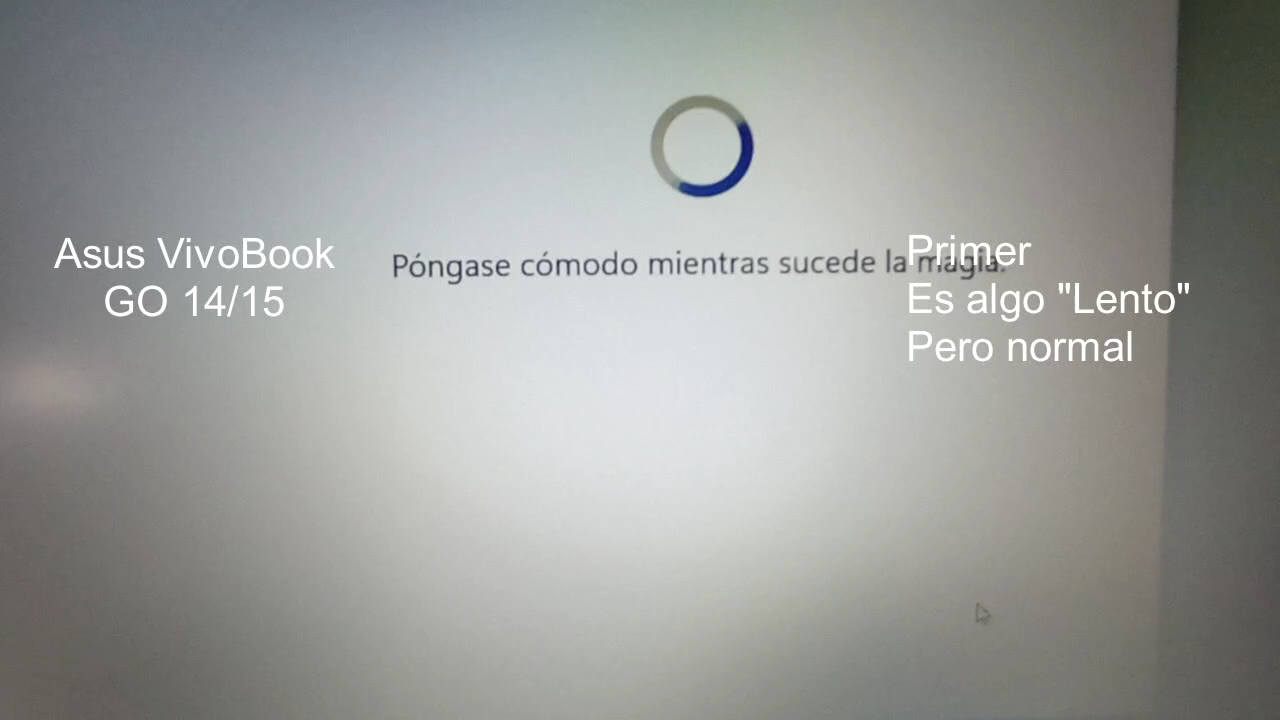 Asus VivoBook
GO 14/15
Póngase cómodo mientras sucede la magia.
Primer
Es algo "Lento"
Pero normal